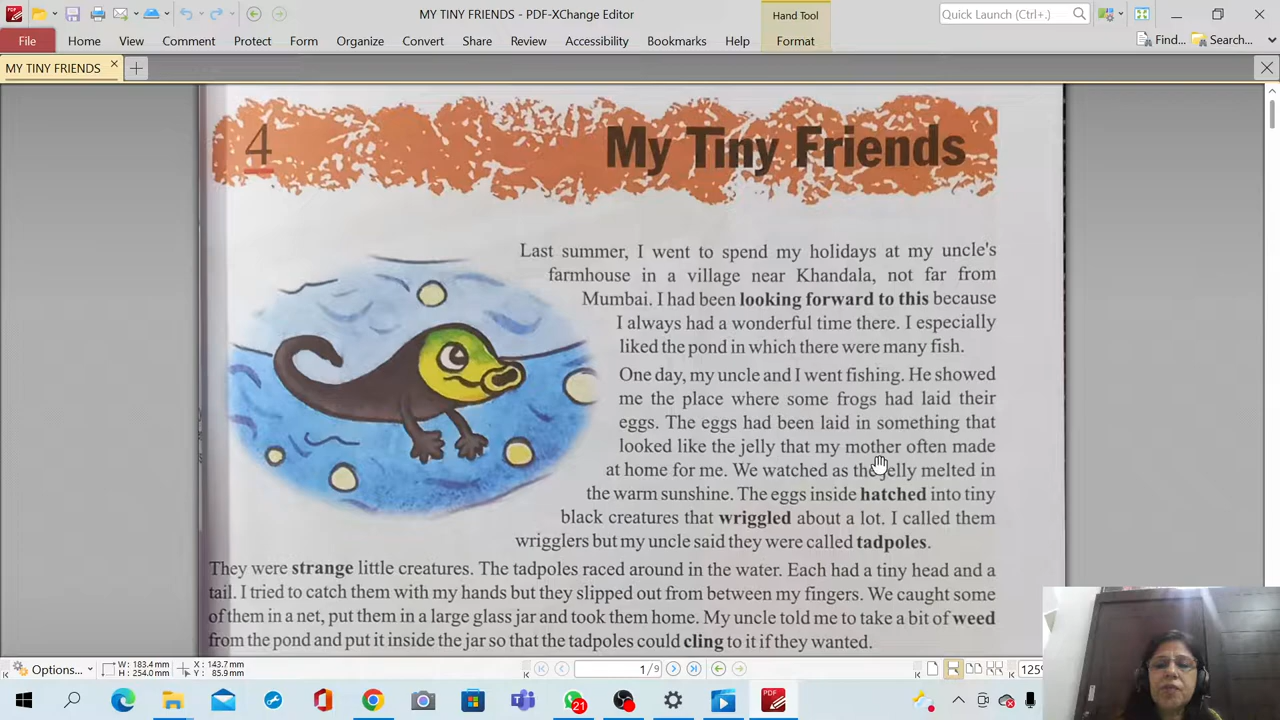 MY TINY FRIENDS - PDF-XChange Editor
Hand Tool
Quick Launch (Ctrl+.)
File
Home
View
Comment
Protect
Form
Organize
Convert
Share
Review
Accessibility
Bookmarks
Help
Format
Find...
Search...
MY TINY FRIENDS
4
My Tiny Friends
Last summer, I went to spend my holidays at my uncle's
farmhouse in a village near Khandala, not far from
Mumbai. I had been looking forward to this because
I always had a wonderful time there. I especially
liked the pond in which there were many fish.
One day, my uncle and I went fishing. He showed
me the place where some frogs had laid their
eggs. The eggs had been laid in something that
looked like the jelly that my mother often made
at home for me. We watched as the jelly melted in
the warm sunshine. The eggs inside hatched into tiny
black creatures that wriggled about a lot. I called them
wrigglers but my uncle said they were called tadpoles.
They were strange little creatures. The tadpoles raced around in the water. Each had a tiny head and a
tail. I tried to catch them with my hands but they slipped out from between my fingers. We caught some
of them in a net, put them in a large glass jar and took them home. My uncle told me to take a bit of weed
from the pond and put it inside the jar so that the tadpoles could cling to it if they wanted.
Options...
W: 183.4 mm
H: 254.0 mm
X: 143.7 mm
Y: 85.9 mm
1/9
125%
21
PDF